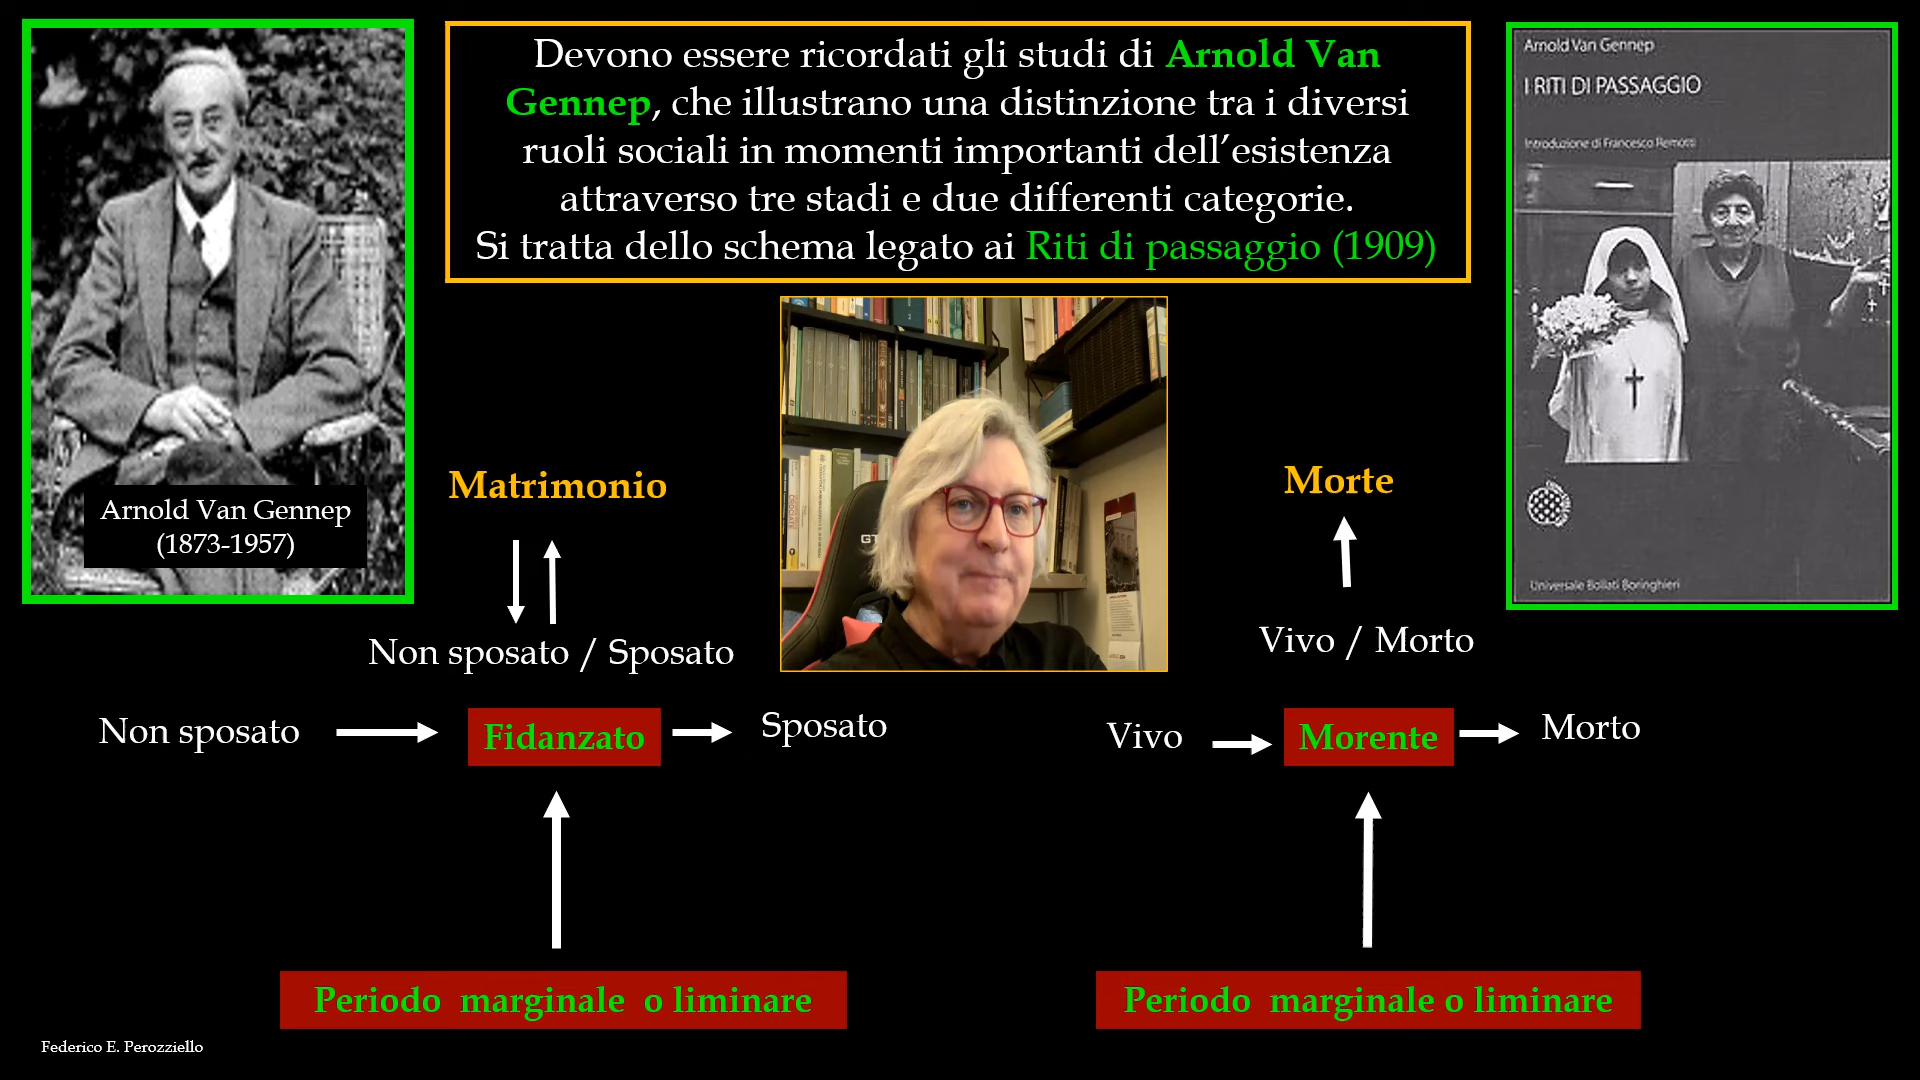 Devono essere ricordati gli studi di Arnold Van
Gennep, che illustrano una distinzione tra i diversi
ruoli sociali in momenti importanti dell’esistenza
attraverso tre stadi e due differenti categorie.
Si tratta dello schema legato ai Riti di passaggio (1909)
Arnold Van Gennep
I RITI DI PASSAGGIO
Introduzione di Francesco Remotti
Universale Bollati Boringhieri
Arnold Van Gennep
(1873-1957)
Matrimonio
Non sposato / Sposato
Non sposato
Fidanzato
Sposato
Periodo marginale o liminare
GT
Morte
Vivo / Morto
Vivo
Morente
Morto
Periodo marginale o liminare
Federico E. Perozziello